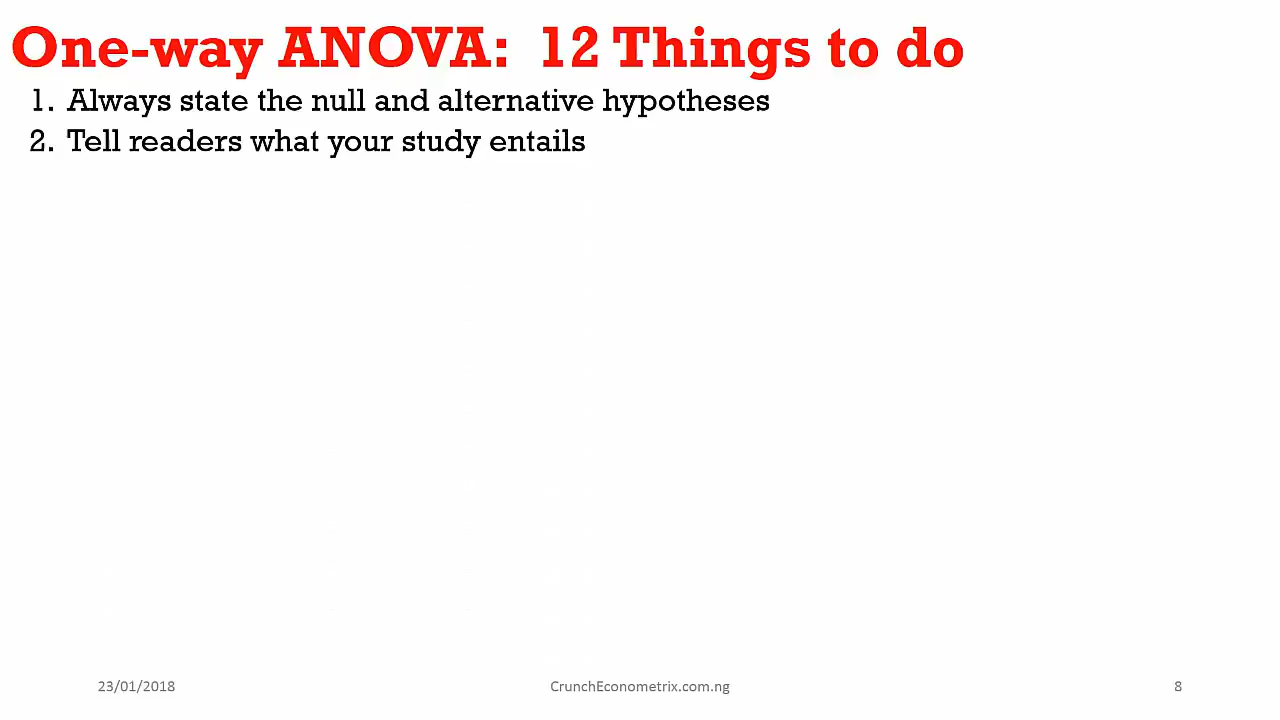 One-way ANOVA: 12 Things to do
1. Always state the null and alternative hypotheses
2. Tell readers what your study entails
23/01/2018
CrunchEconometrix.com.ng
8